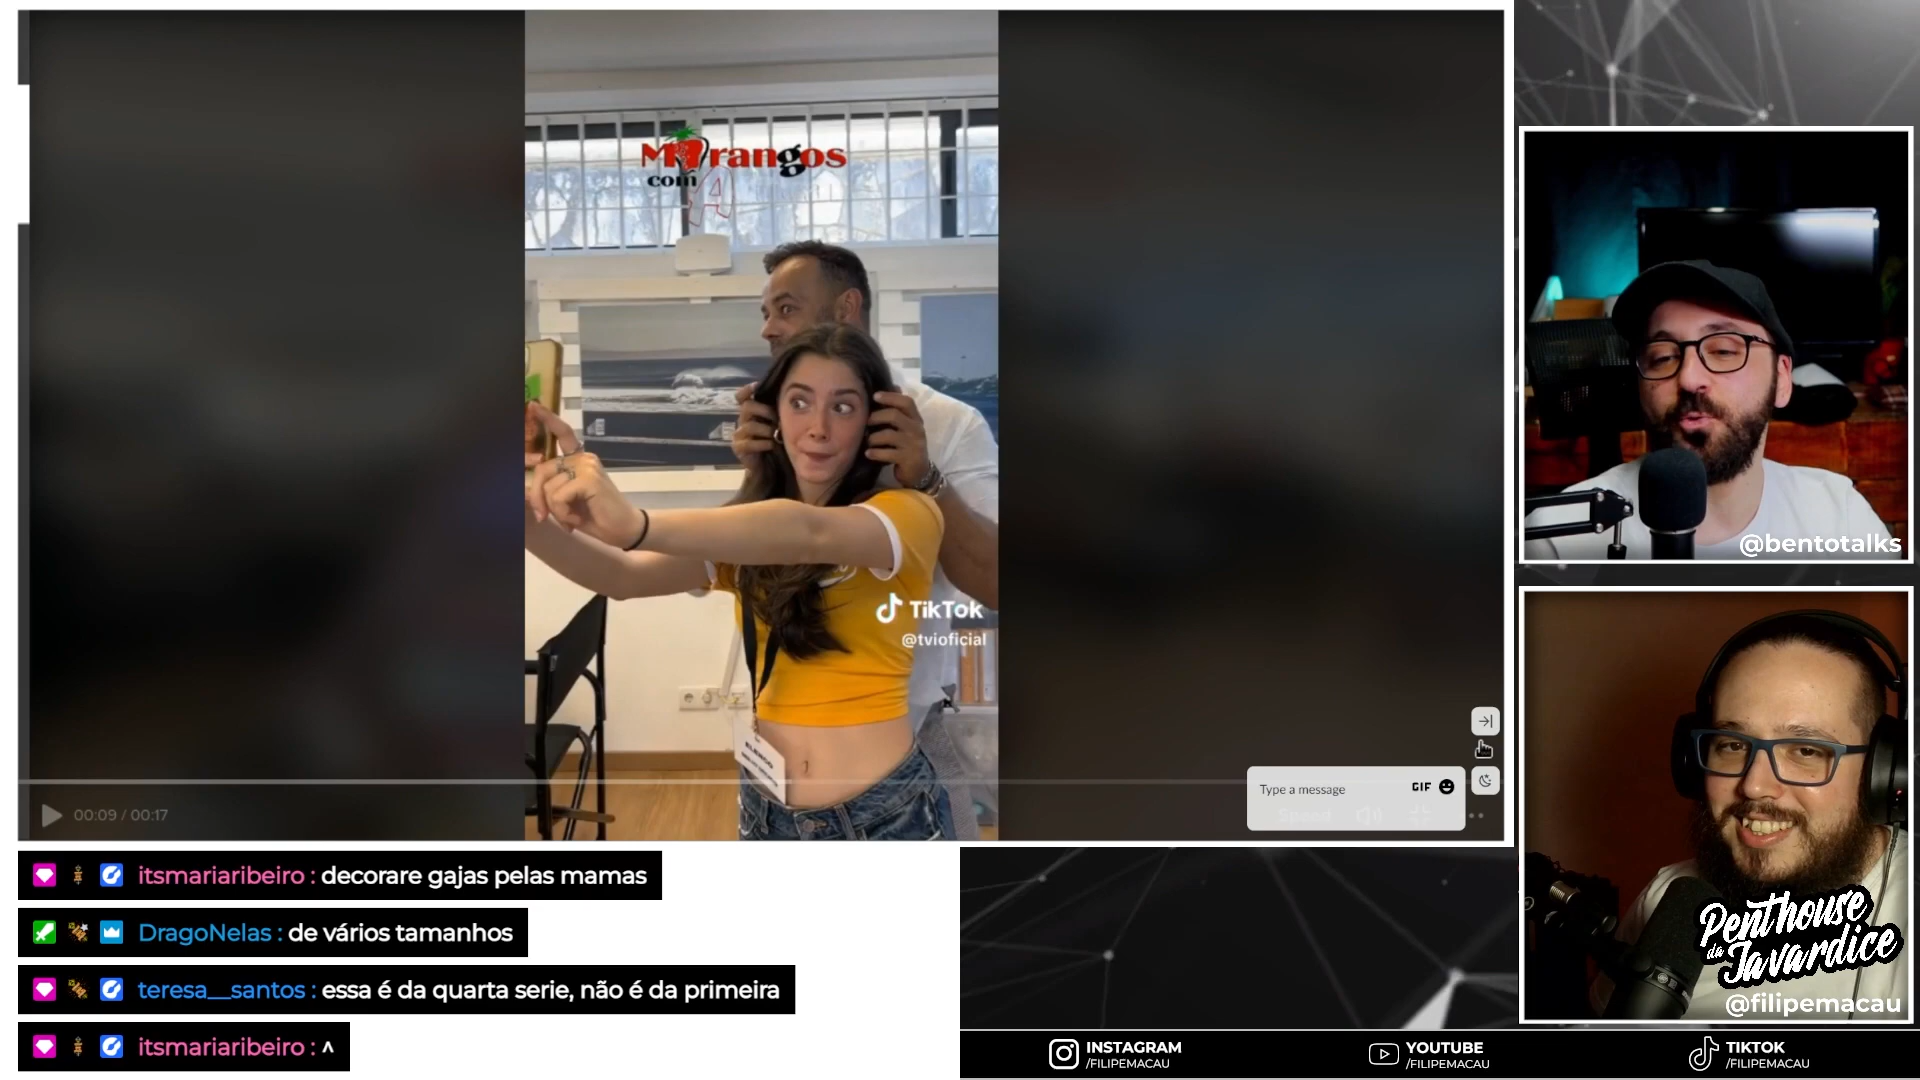 Morangos
com A
TikTok
@tvioficial
00:09 / 00:17
Type a message
GIF
Speed
@bentotalks
Penthouse
da Javardice
@filipemacau
itsmariaribeiro : decorare gajas pelas mamas
DragoNelas : de vários tamanhos
teresa__santos : essa é da quarta serie, não é da primeira
itsmariaribeiro : ^
INSTAGRAM
/FILIPEMACAU
YOUTUBE
/FILIPEMACAU
TIKTOK
/FILIPEMACAU